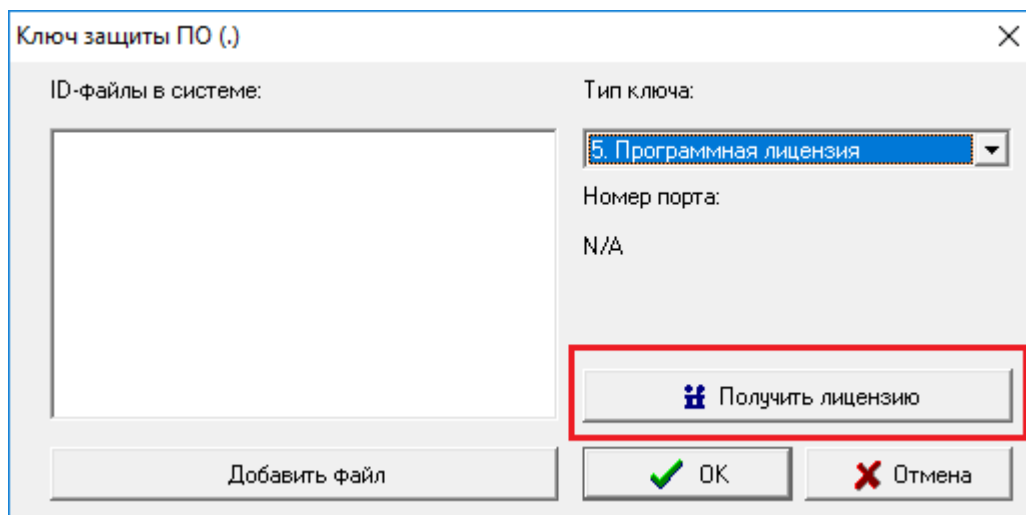 Ключ защиты ПО (.)
ID-файлы в системе:
Тип ключа:
5. Программная лицензия
Номер порта:
N/A
Получить лицензию
Добавить файл
OK
Отмена